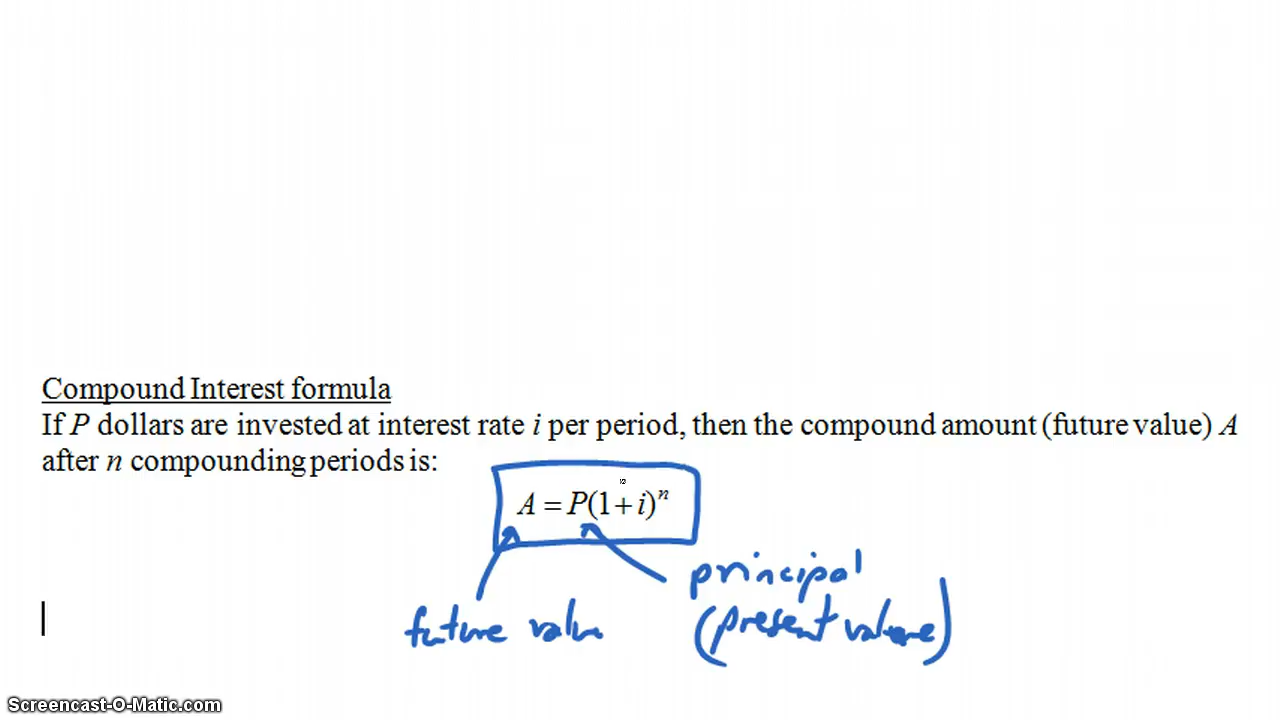 Compound Interest formula
If P dollars are invested at interest rate i per period, then the compound amount (future value) A
after n compounding periods is:
A = P(1+i)ⁿ
principal
future value
(present value)
Screencast-O-Matic.com